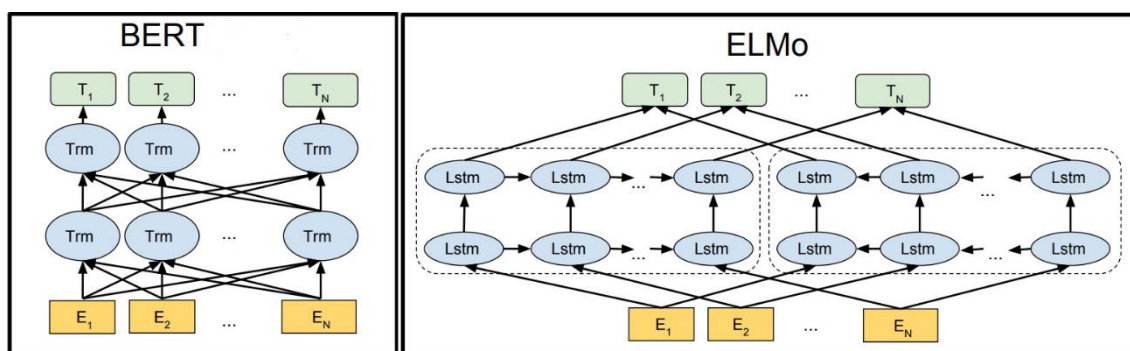 BERT
T1 T2 ... TN
Trm Trm ... Trm
Trm Trm ... Trm
E1 E2 ... EN
ELMo
T1 T2 ... TN
Lstm Lstm ... Lstm Lstm Lstm ... Lstm
Lstm Lstm ... Lstm Lstm Lstm ... Lstm
E1 E2 ... EN